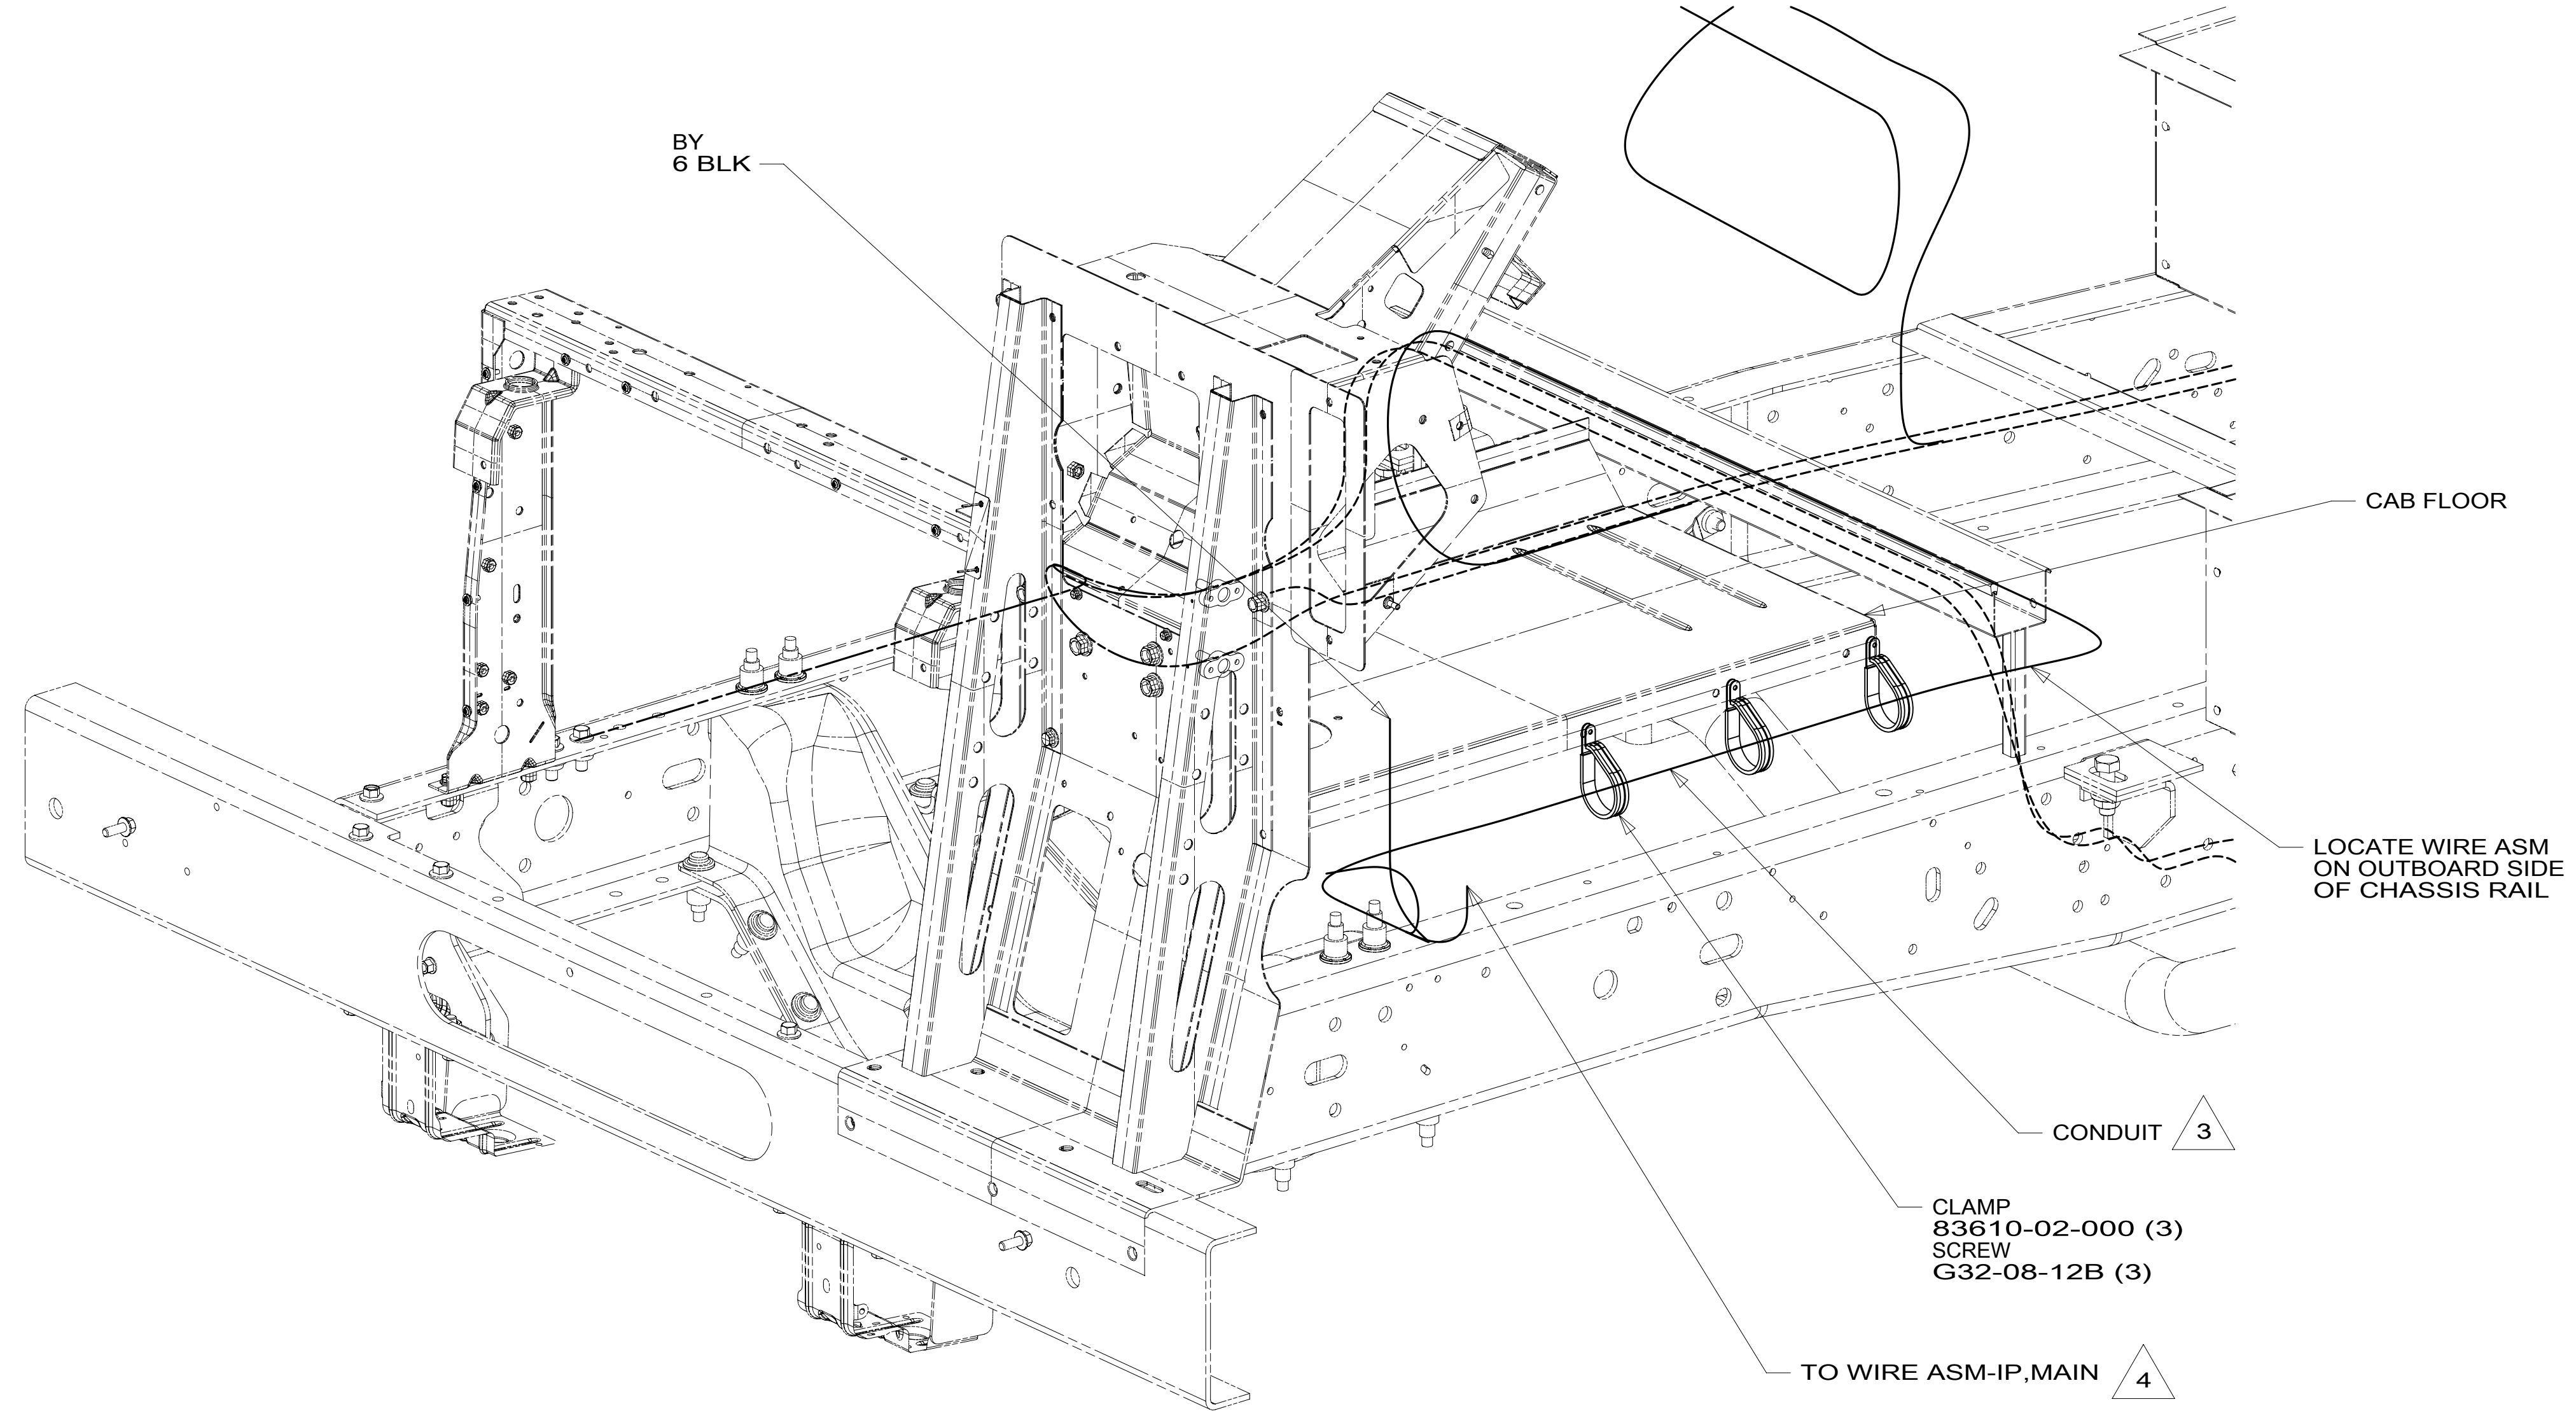 BY
6 BLK
CAB FLOOR
LOCATE WIRE ASM
ON OUTBOARD SIDE
OF CHASSIS RAIL
CONDUIT 3
CLAMP
83610-02-000 (3)
SCREW
G32-08-12B (3)
TO WIRE ASM-IP,MAIN 4